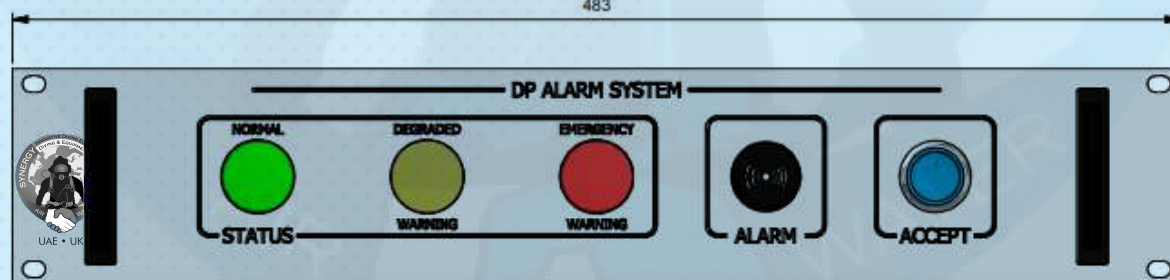 483
DP ALARM SYSTEM
NORMAL
DEGRADED
EMERGENCY
WARNING
WARNING
STATUS
ALARM
ACCEPT
SYNERGY
UAE • UK